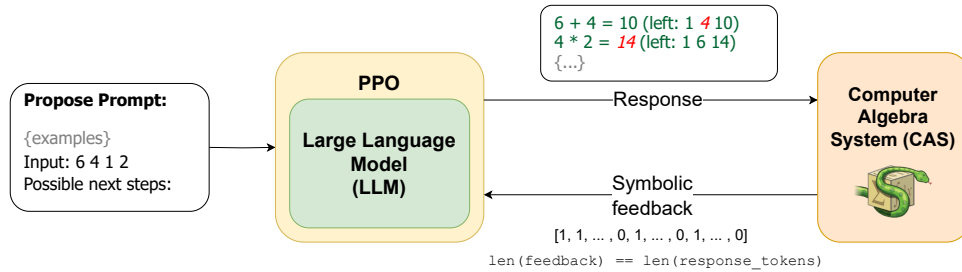 Propose Prompt:
{examples}
Input: 6 4 1 2
Possible next steps:
PPO
Large Language
Model
(LLM)
6 + 4 = 10 (left: 1 4 10)
4 * 2 = 14 (left: 1 6 14)
{...}
Response
Symbolic
feedback
[1, 1, ... , 0, 1, ... , 0, 1, ... , 0]
len(feedback) == len(response_tokens)
Computer
Algebra
System (CAS)